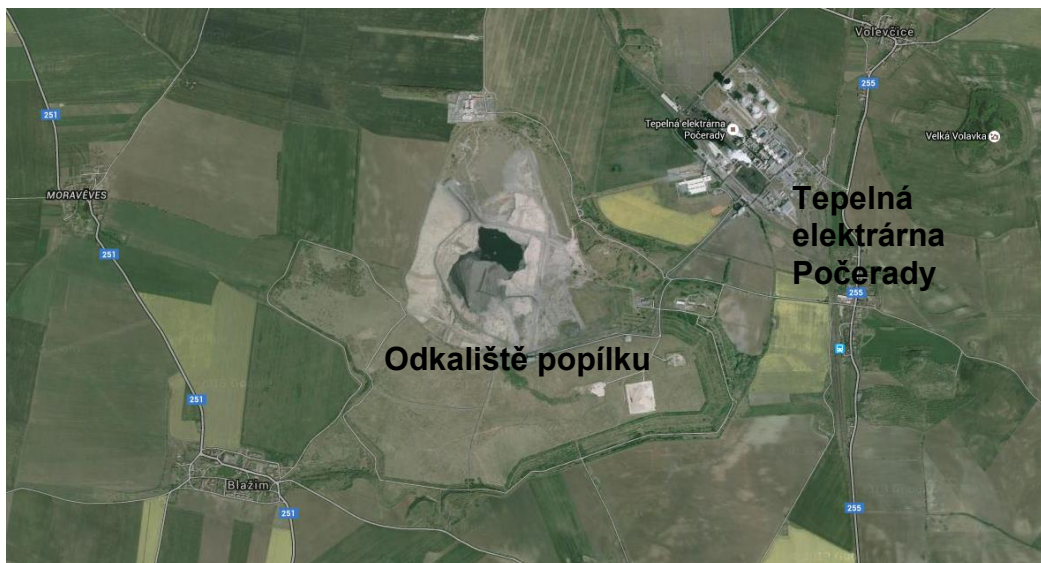 Volevčice
255
251
Tepelná elektrárna
Počerady
Velká Volavka
MORAVĚVES
Tepelná
elektrárna
Počerady
251
255
Odkaliště popílku
251
Blažim
251
255